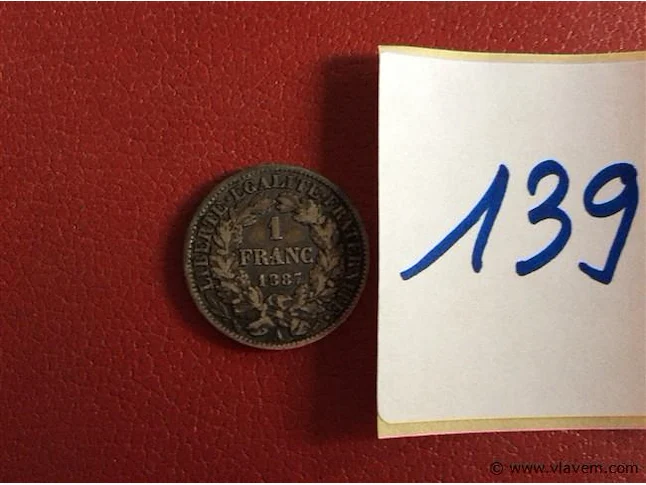 LIBERTE · EGALITE · FRATERNITE
1
FRANC
1887
A
139
© www.vlavem.com